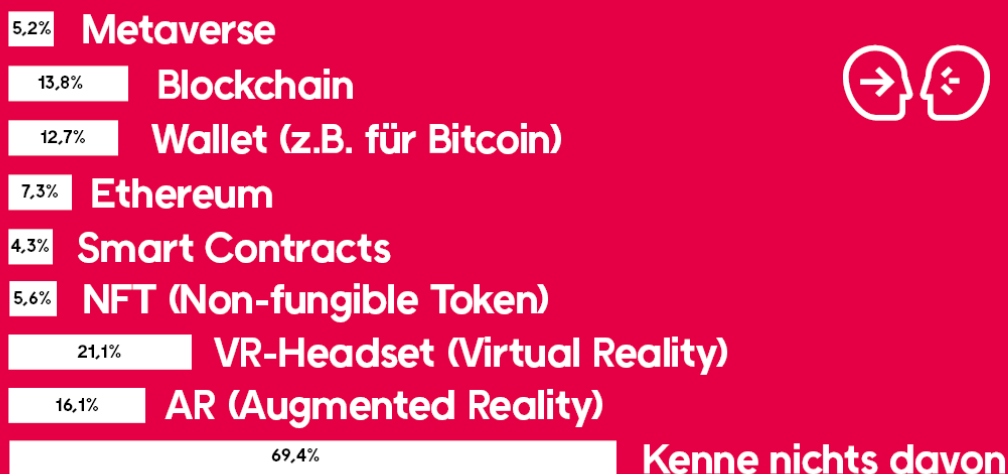 5,2% Metaverse
13,8% Blockchain
12,7% Wallet (z.B. für Bitcoin)
7,3% Ethereum
4,3% Smart Contracts
5,6% NFT (Non-fungible Token)
21,1% VR-Headset (Virtual Reality)
16,1% AR (Augmented Reality)
69,4% Kenne nichts davon